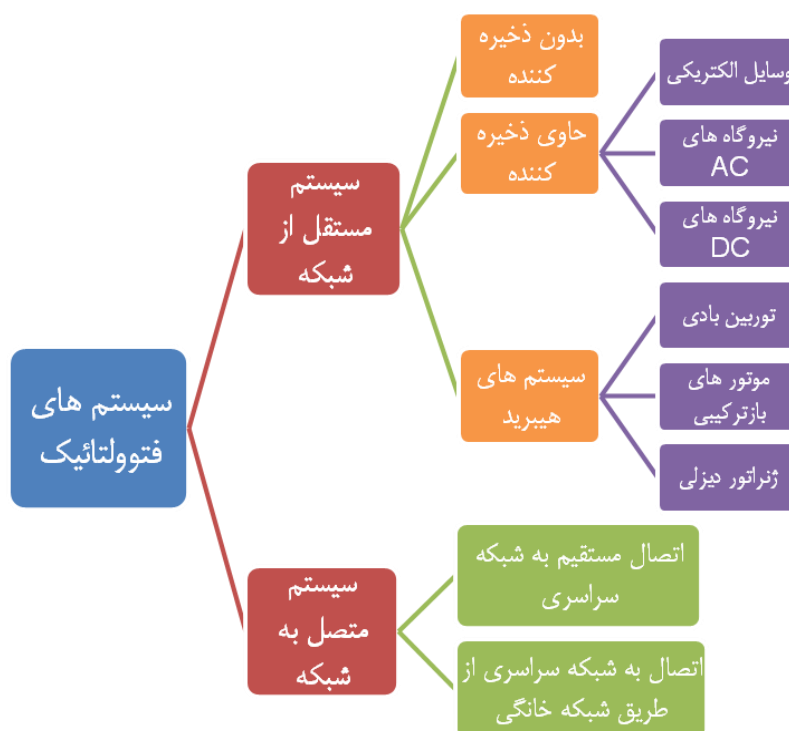 سیستم های
فتوولتائیک
سیستم
مستقل از
شبکه
بدون ذخیره
کننده
حاوی ذخیره
کننده
وسایل الکتریکی
نیروگاه های
AC
نیروگاه های
DC
سیستم های
هیبرید
توربین بادی
موتور های
بازترکیبی
ژنراتور دیزلی
سیستم
متصل به
شبکه
اتصال مستقیم به شبکه
سراسری
اتصال به شبکه سراسری از
طریق شبکه خانگی